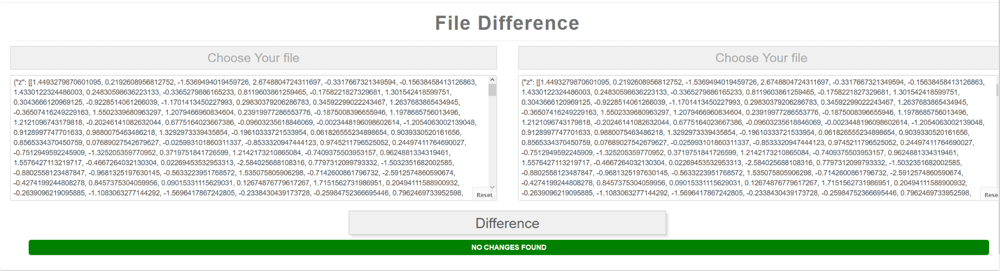 File Difference
Choose Your file
Choose Your file
{"z": [[1.4493279870601095, 0.2192608956812752, -1.5369494019459726, 2.6748804724311697, -0.3317667321349594, -0.15638458413126863,
1.4330122324486003, 0.24830598636223133, -0.3365279886165233, 0.8119603861259465, -0.1758221827329681, 1.301542418599751,
0.3043666120969125, -0.9228514061266039, -1.1701413450227993, 0.29830379206286783, 0.34592299022243467, 1.2637683865434945,
-0.36507416249229163, 1.5502339680963297, 1.2079466960834604, 0.23919977286553776, -0.1875008396655946, 1.1978685756013496,
1.2121096743179818, -0.20246141082632044, 0.6775164023667386, -0.09603235618846069, -0.0023448196098602614, -1.2054063002139048,
0.9128997747701633, 0.9880075463486218, 1.3292973339435854, -0.19610333721533954, 0.061826555234898654, 0.9039330520161656,
0.8565334370450759, 0.07689027542679627, -0.025993101860311337, -0.8533320947444123, 0.9745211796525052, 0.24497411764690027,
-0.7512949592245909, -1.325205359770952, 0.3719751841726599, 1.2142173210865084, -0.7409375503953157, 0.9624881334319461,
1.5576427113219717, -0.4667264032130304, 0.02269453532953313, -2.584025688108316, 0.7797312099793332, -1.5032351682002585,
-0.8802558123487847, -0.9681325197630145, -0.5633223951768572, 1.535075805906298, -0.7142600861796732, -2.5912574860590674,
-0.4274199244808278, 0.8457375304059956, 0.09015331115629031, 0.12674876779617267, 1.7151562731986951, 0.20494111588900932,
-0.2639096219095885, -1.1083063277144292, -1.5696417867242805, -0.2338430439173728, -0.25984752366695446, 0.7962469733952598,
Reset
{"z": [[1.4493279870601095, 0.2192608956812752, -1.5369494019459726, 2.6748804724311697, -0.3317667321349594, -0.15638458413126863,
1.4330122324486003, 0.24830598636223133, -0.3365279886165233, 0.8119603861259465, -0.1758221827329681, 1.301542418599751,
0.3043666120969125, -0.9228514061266039, -1.1701413450227993, 0.29830379206286783, 0.34592299022243467, 1.2637683865434945,
-0.36507416249229163, 1.5502339680963297, 1.2079466960834604, 0.23919977286553776, -0.1875008396655946, 1.1978685756013496,
1.2121096743179818, -0.20246141082632044, 0.6775164023667386, -0.09603235618846069, -0.0023448196098602614, -1.2054063002139048,
0.9128997747701633, 0.9880075463486218, 1.3292973339435854, -0.19610333721533954, 0.061826555234898654, 0.9039330520161656,
0.8565334370450759, 0.07689027542679627, -0.025993101860311337, -0.8533320947444123, 0.9745211796525052, 0.24497411764690027,
-0.7512949592245909, -1.325205359770952, 0.3719751841726599, 1.2142173210865084, -0.7409375503953157, 0.9624881334319461,
1.5576427113219717, -0.4667264032130304, 0.02269453532953313, -2.584025688108316, 0.7797312099793332, -1.5032351682002585,
-0.8802558123487847, -0.9681325197630145, -0.5633223951768572, 1.535075805906298, -0.7142600861796732, -2.5912574860590674,
-0.4274199244808278, 0.8457375304059956, 0.09015331115629031, 0.12674876779617267, 1.7151562731986951, 0.20494111588900932,
-0.2639096219095885, -1.1083063277144292, -1.5696417867242805, -0.2338430439173728, -0.25984752366695446, 0.7962469733952598,
Rese
Difference
NO CHANGES FOUND